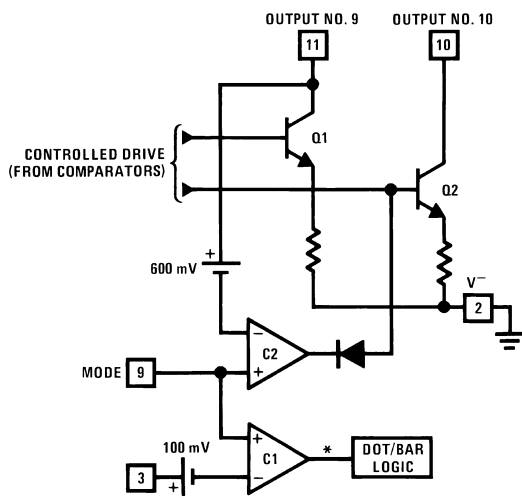 OUTPUT NO. 9
OUTPUT NO. 10
11
10
Q1
CONTROLLED DRIVE
(FROM COMPARATORS)
Q2
+
600 mV
V−
2
−
C2
+
MODE
9
100 mV
+
C1
*
DOT/BAR
LOGIC
3
+
−